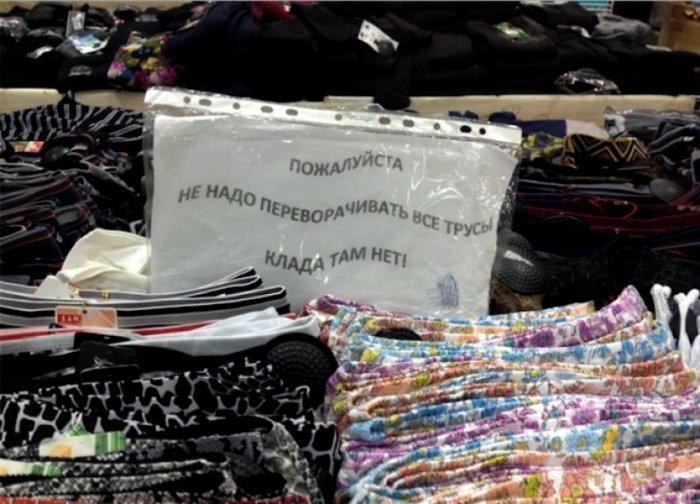 ПОЖАЛУЙСТА
НЕ НАДО ПЕРЕВОРАЧИВАТЬ ВСЕ ТРУСЫ
КЛАДА ТАМ НЕТ!